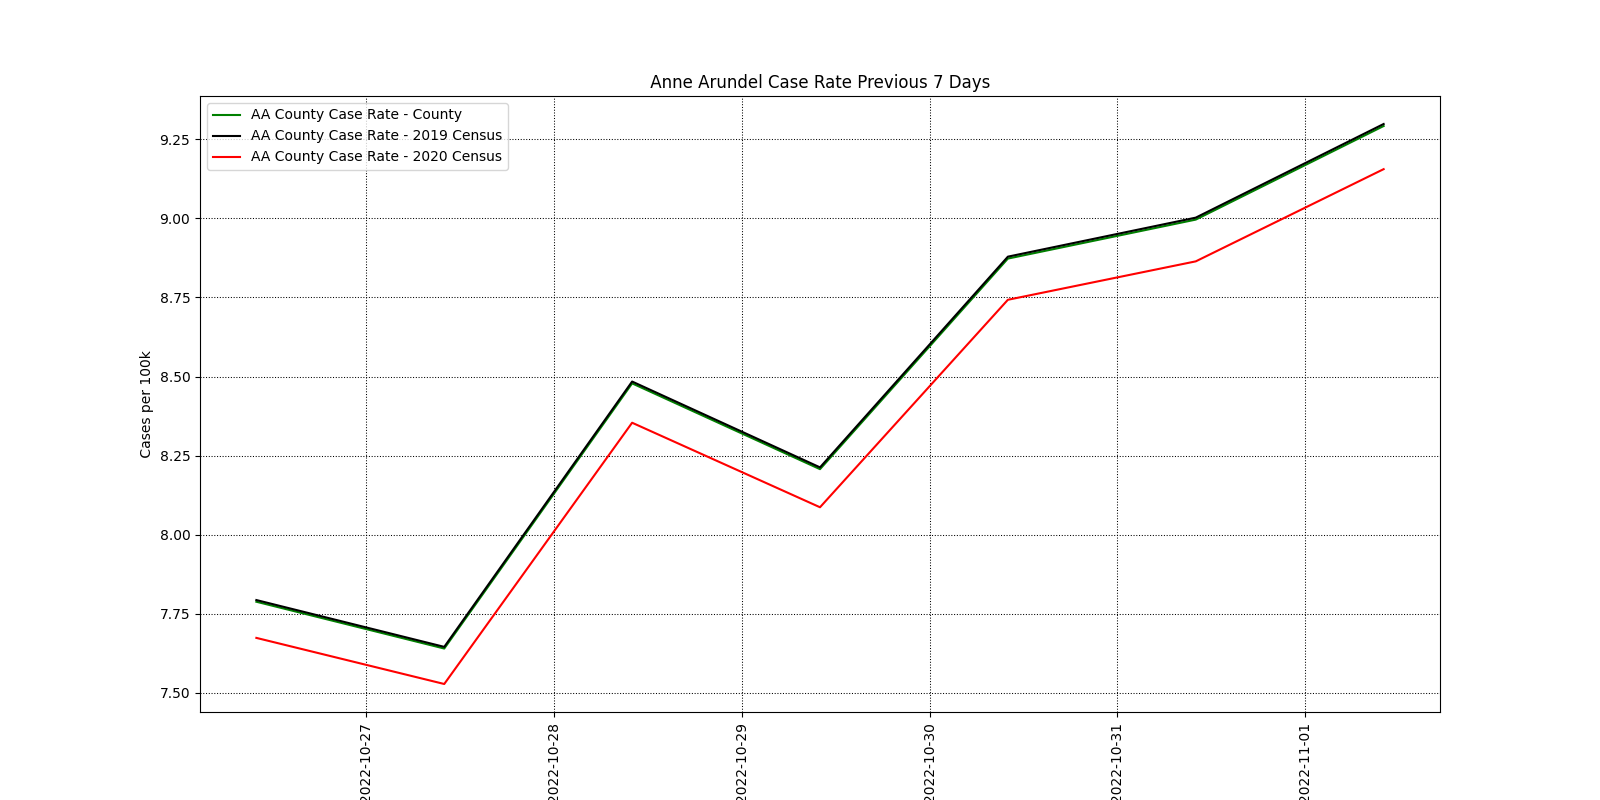 Anne Arundel Case Rate Previous 7 Days
AA County Case Rate - County
AA County Case Rate - 2019 Census
AA County Case Rate - 2020 Census
Cases per 100k
9.25
9.00
8.75
8.50
8.25
8.00
7.75
7.50
2022-10-27
2022-10-28
2022-10-29
2022-10-30
2022-10-31
2022-11-01